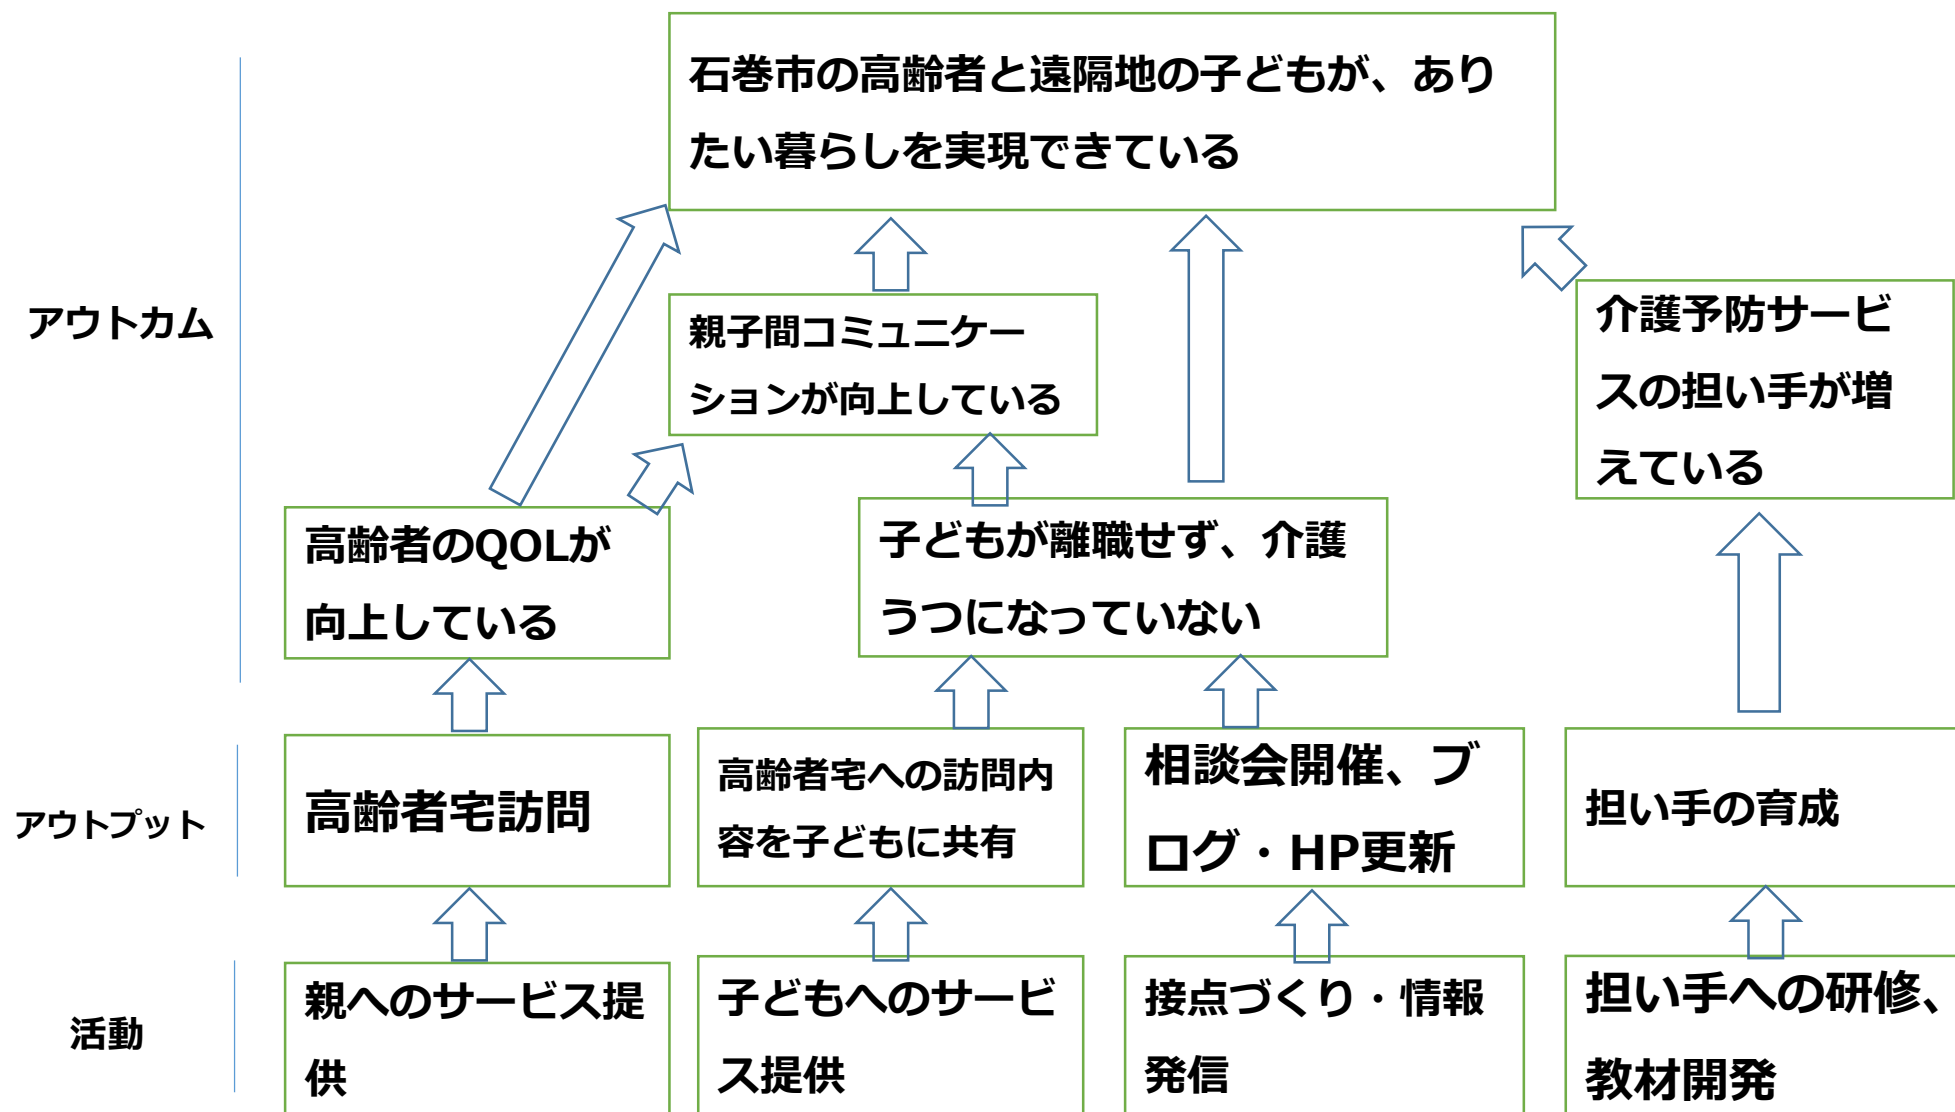 石巻市の高齢者と遠隔地の子どもが、あり
たい暮らしを実現できている
アウトカム
親子間コミュニケー
ションが向上している
介護予防サービ
スの担い手が増
えている
高齢者のQOLが
向上している
子どもが離職せず、介護
うつになっていない
アウトプット
高齢者宅訪問
高齢者宅への訪問内
容を子どもに共有
相談会開催、ブ
ログ・HP更新
担い手の育成
活動
親へのサービス提
供
子どもへのサービ
ス提供
接点づくり・情報
発信
担い手への研修、
教材開発